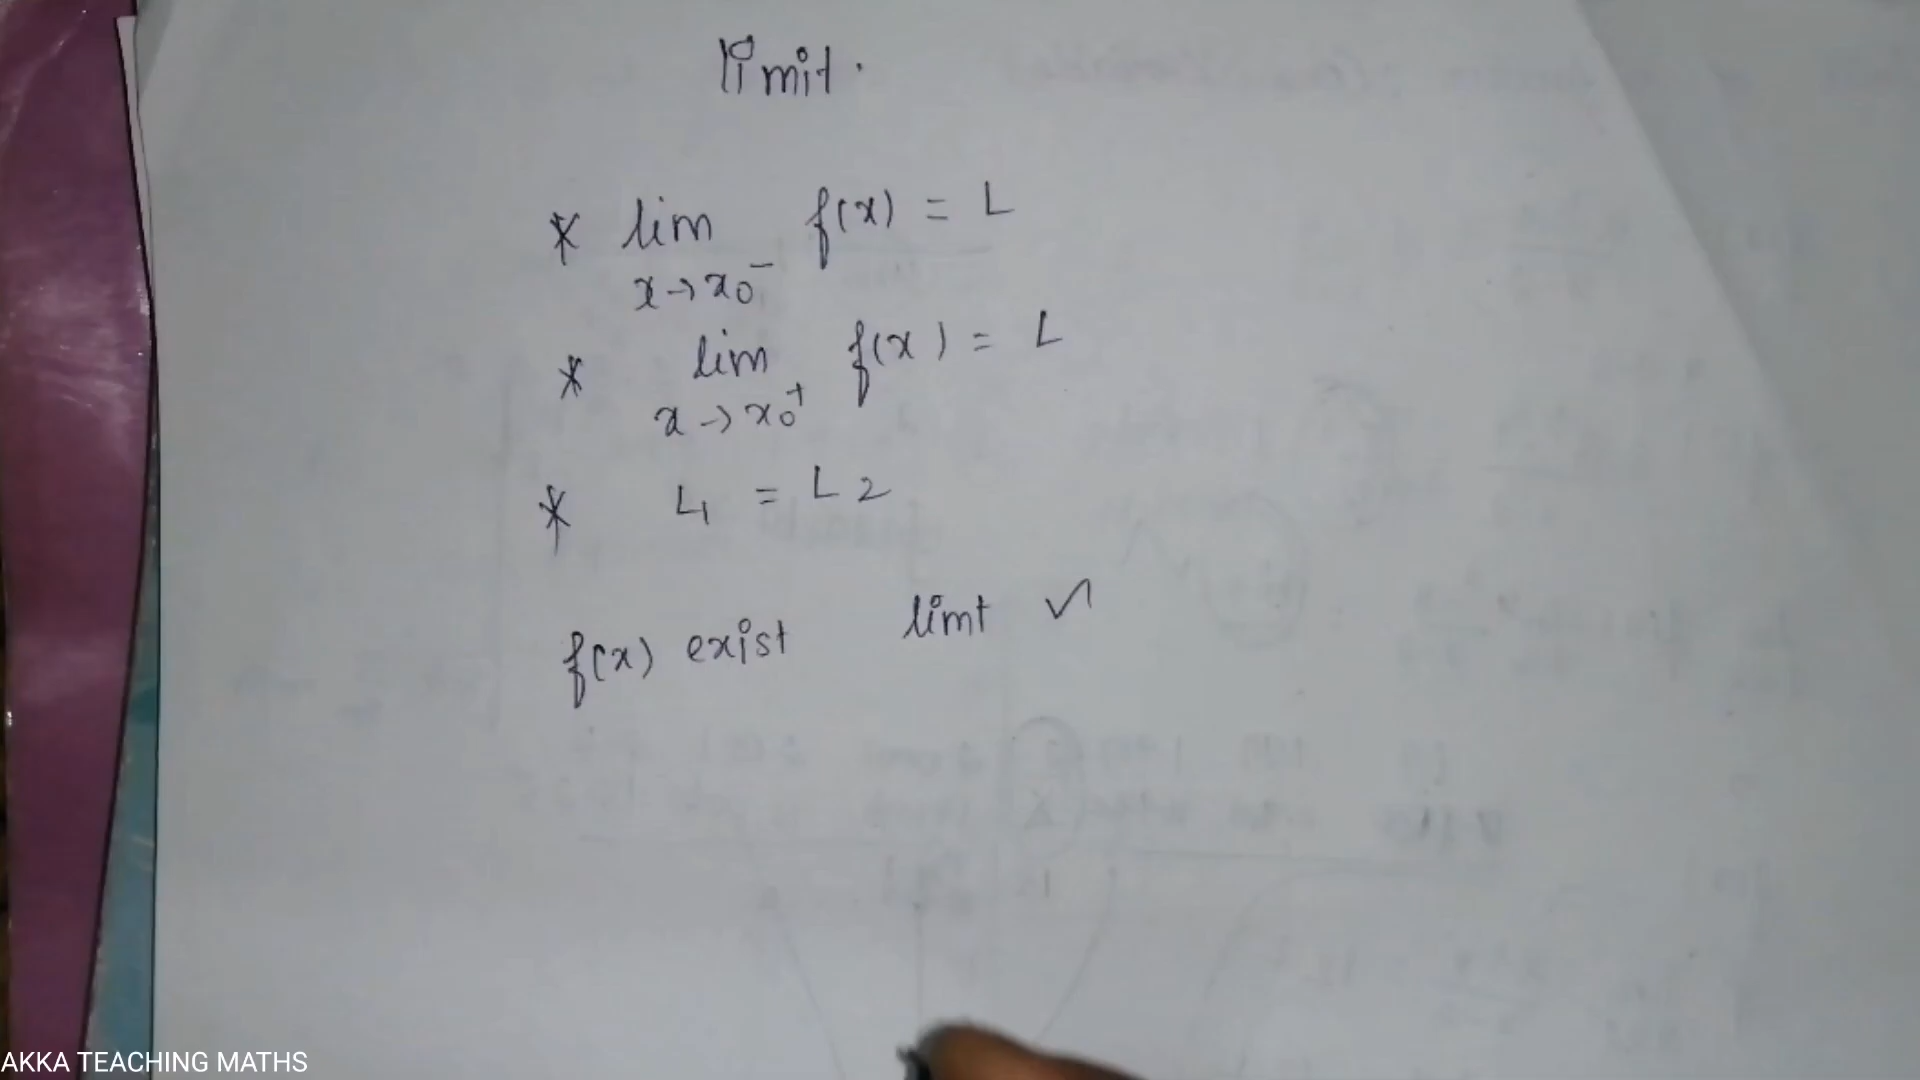 limit.
* lim f(x) = L
x→x0⁻
* lim f(x) = L
x→x0⁺
* L1 = L2
f(x) exist limt ✓
AKKA TEACHING MATHS